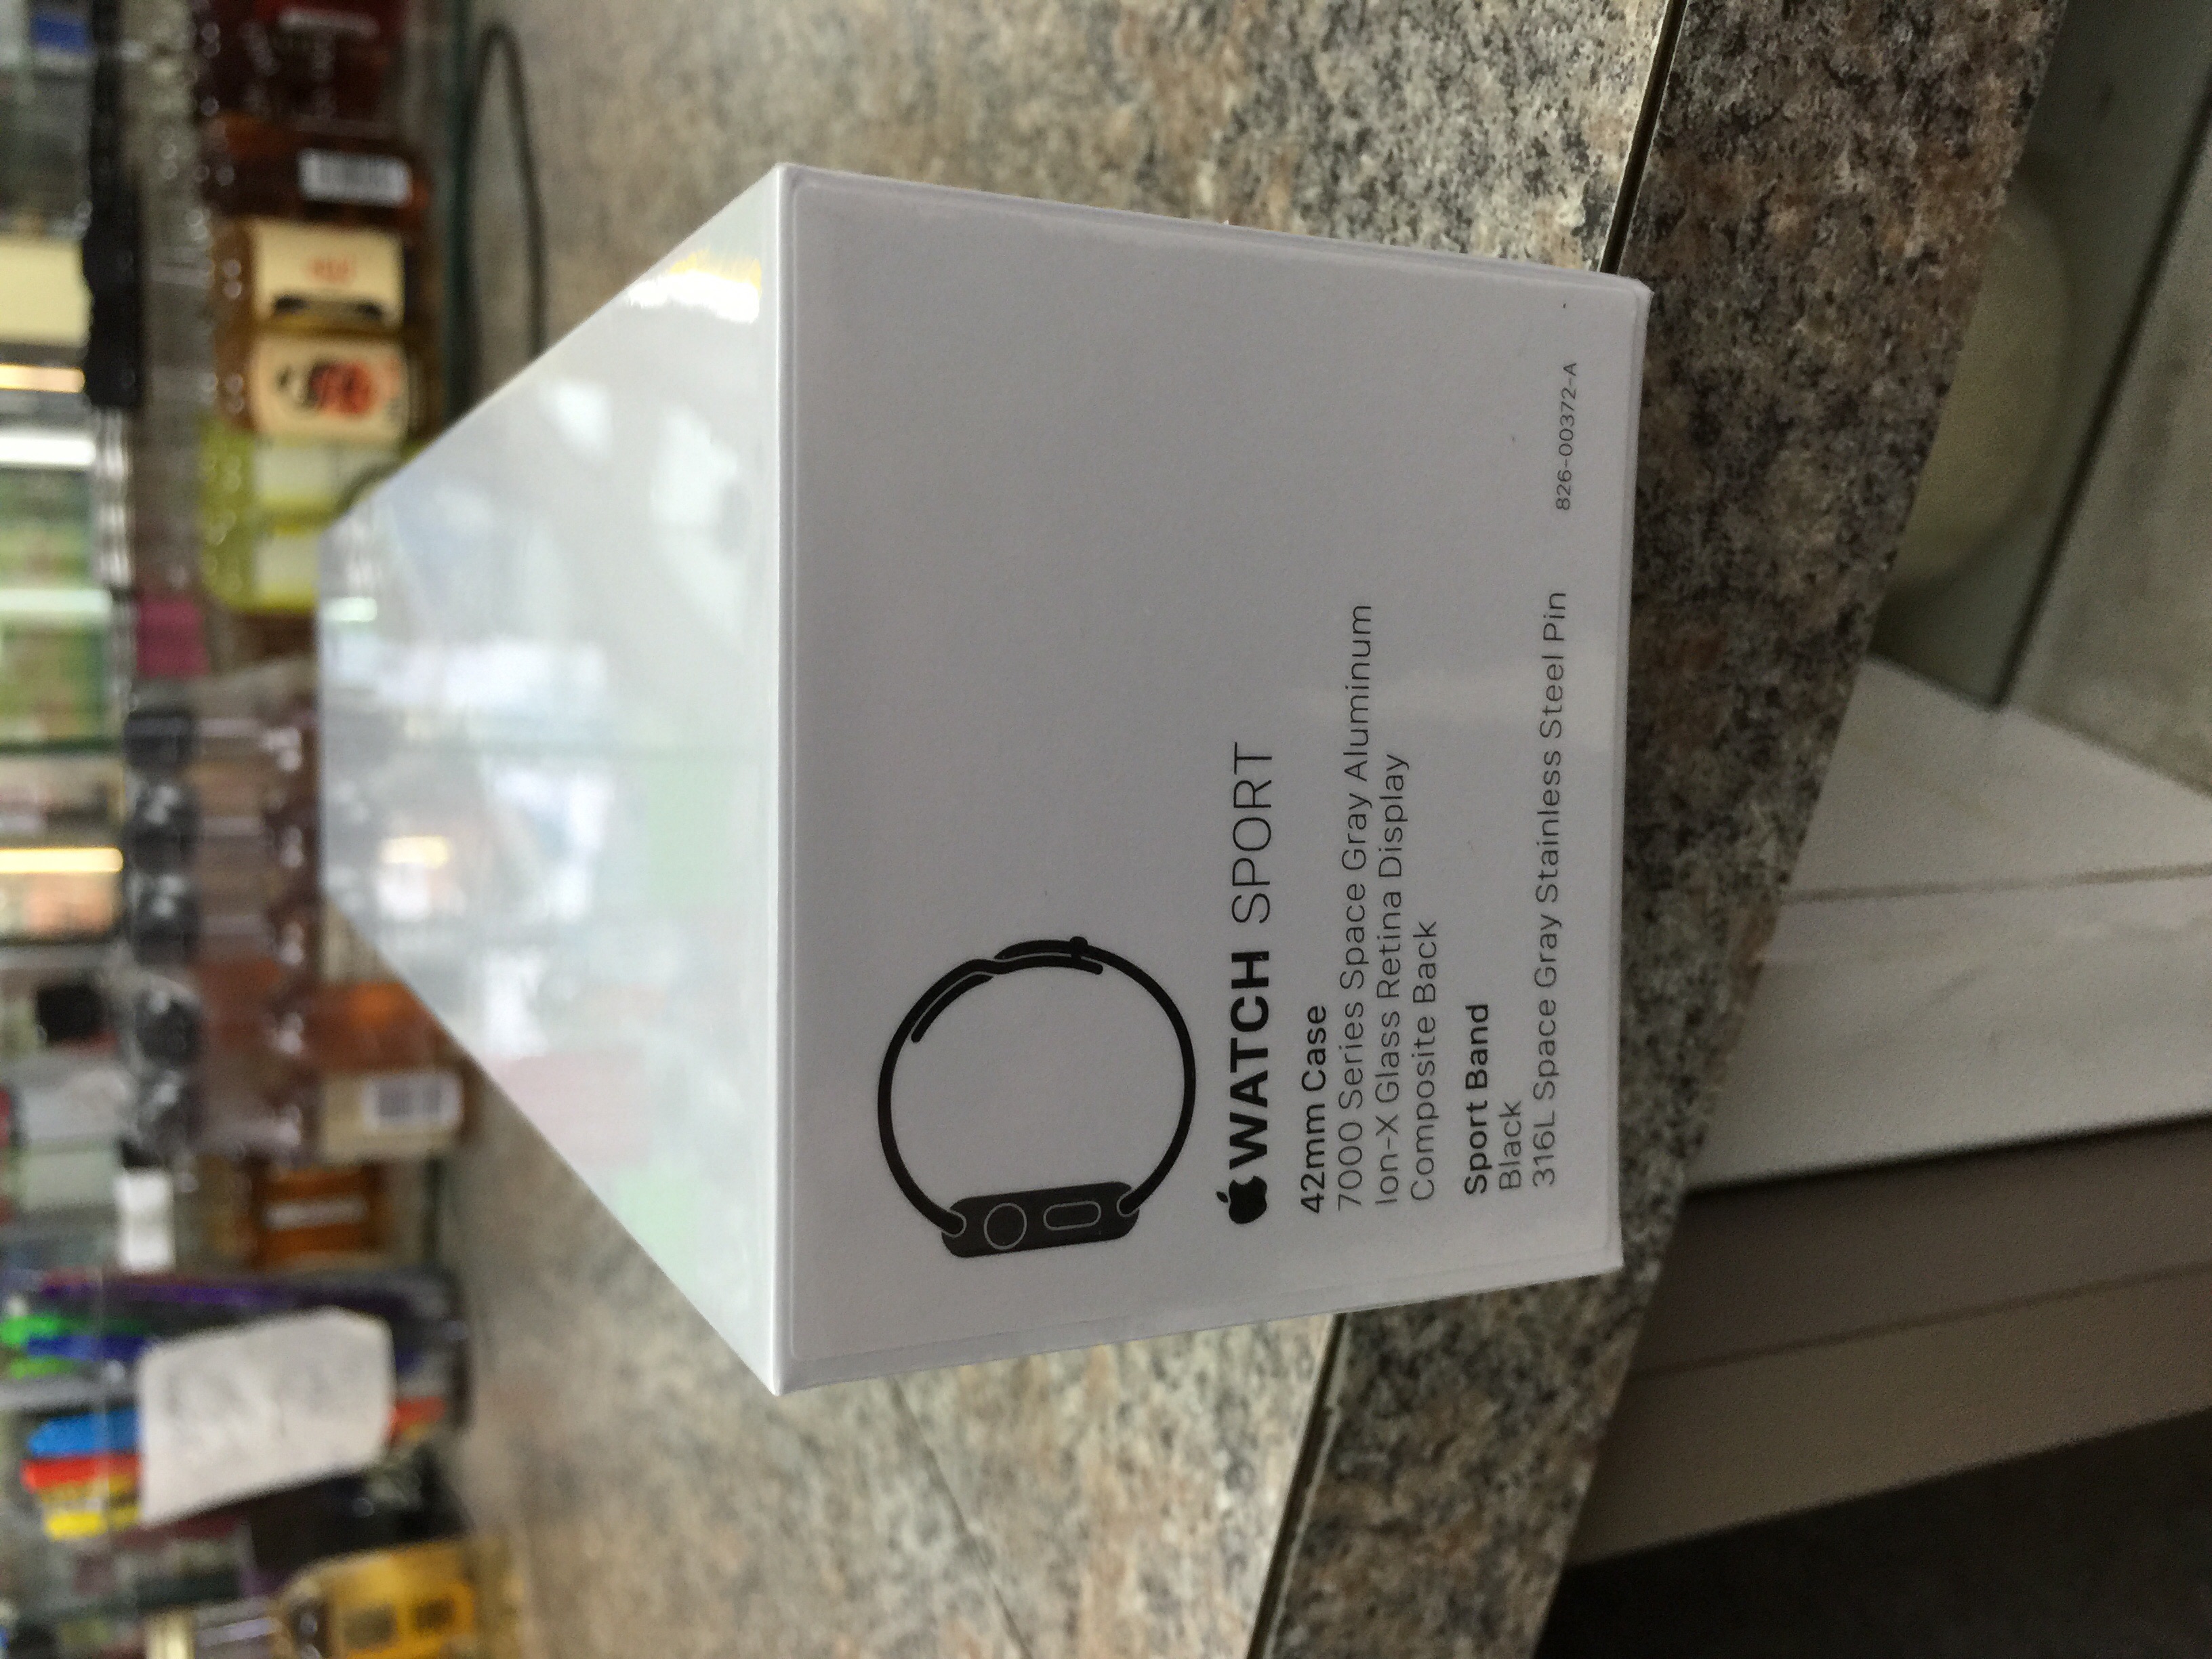 WATCH SPORT
42mm Case
7000 Series Space Gray Aluminum
Ion-X Glass Retina Display
Composite Back
Sport Band
Black
316L Space Gray Stainless Steel Pin
826-00372-A